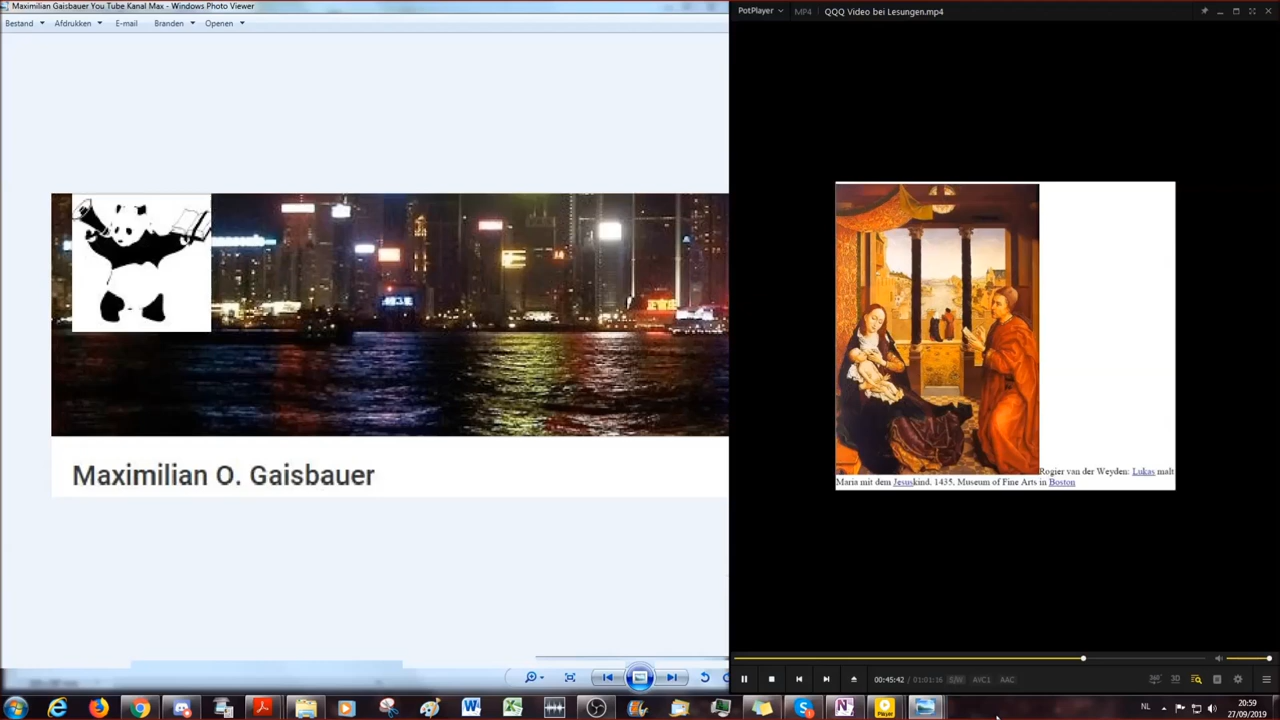 Maximilian Gaisbauer You Tube Kanal Max - Windows Photo Viewer
Bestand Afdrukken E-mail Branden Openen
PotPlayer MP4 QQQ Video bei Lesungen.mp4
Maximilian O. Gaisbauer
Rogier van der Weyden: Lukas malt
Maria mit dem Jesuskind. 1435, Museum of Fine Arts in Boston
00:45:42 / 01:01:16 S/W AVC1 AAC
360° 3D
NL
20:59
27/09/2019